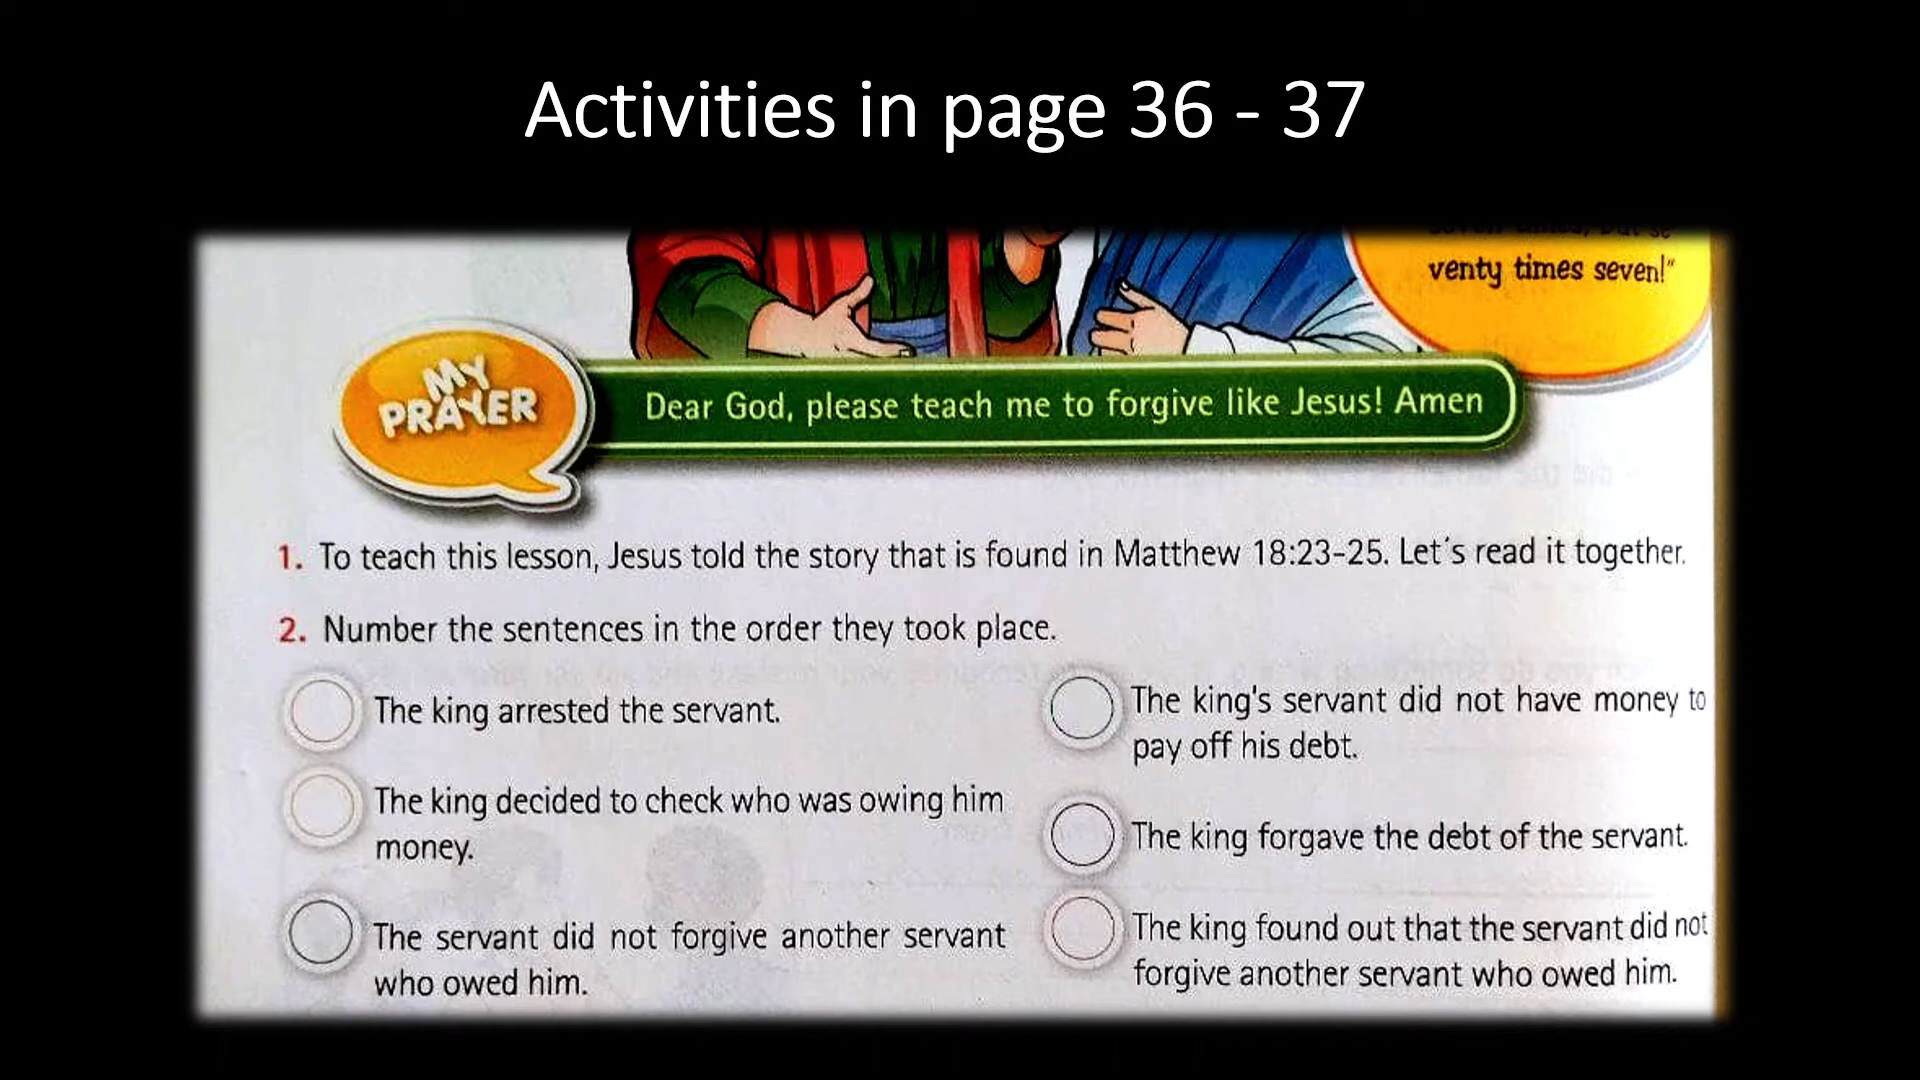 Activities in page 36 - 37
venty times seven!"
MY
PRAYER
Dear God, please teach me to forgive like Jesus! Amen
1. To teach this lesson, Jesus told the story that is found in Matthew 18:23-25. Let´s read it together.
2. Number the sentences in the order they took place.
The king arrested the servant.
The king decided to check who was owing him
money.
The servant did not forgive another servant
who owed him.
The king's servant did not have money to
pay off his debt.
The king forgave the debt of the servant.
The king found out that the servant did not
forgive another servant who owed him.